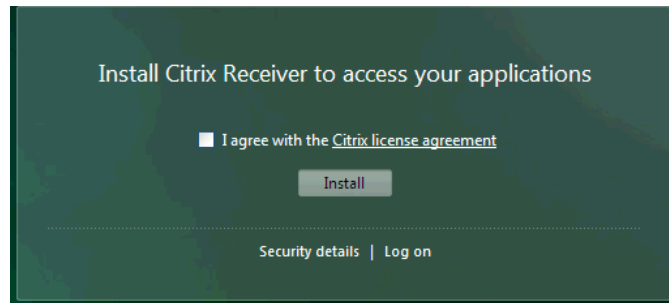 Install Citrix Receiver to access your applications
I agree with the Citrix license agreement
Install
Security details | Log on